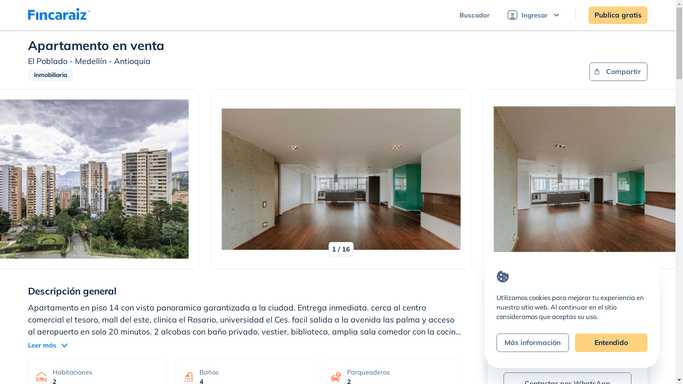 Fincaraiz
Buscador
Ingresar
Publica gratis
Apartamento en venta
El Poblado - Medellín - Antioquia
Inmobiliaria
Compartir
1 / 16
Descripción general
Apartamento en piso 14 con vista panoramica garantizada a la ciudad. Entrega inmediata. cerca al centro
comercial el tesoro, mall del este, clinica el Rosario, universidad el Ces. facil salida a la avenida las palmas y acceso
al aeropuerto en solo 20 minutos. 2 alcobas con baño privado, vestier, biblioteca, amplia sala comedor con la cocin...
Leer más
Habitaciones
2
Baños
4
Parqueaderos
2
Utilizamos cookies para mejorar tu experiencia en
nuestro sitio web. Al continuar en el sitio
consideramos que aceptas su uso.
Más información
Entendido
Contactar por WhatsApp